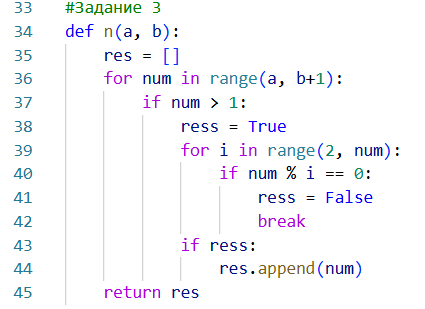 33 #Задание 3
34 def n(a, b):
35     res = []
36     for num in range(a, b+1):
37         if num > 1:
38             ress = True
39             for i in range(2, num):
40                 if num % i == 0:
41                     ress = False
42                     break
43             if ress:
44                 res.append(num)
45     return res